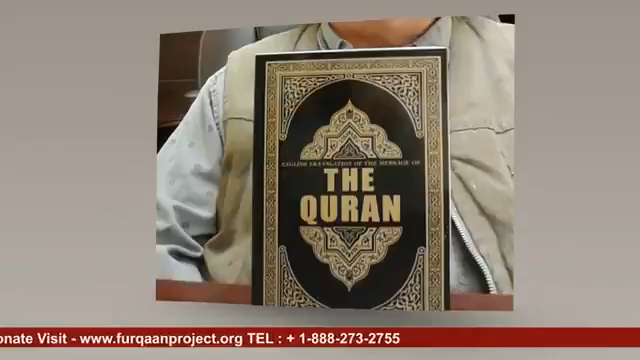 ENGLISH TRANSLATION OF THE MESSAGE OF
THE
QURAN
onate Visit - www.furqaanproject.org TEL : + 1-888-273-2755